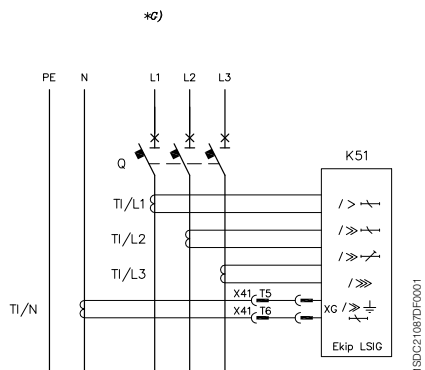 *G)
PE N L1 L2 L3
Q
K51
TI/L1
TI/L2
TI/L3
TI/N
X41 T5
X41 T6
XG
Ekip LSIG
1SDC21087DF0001